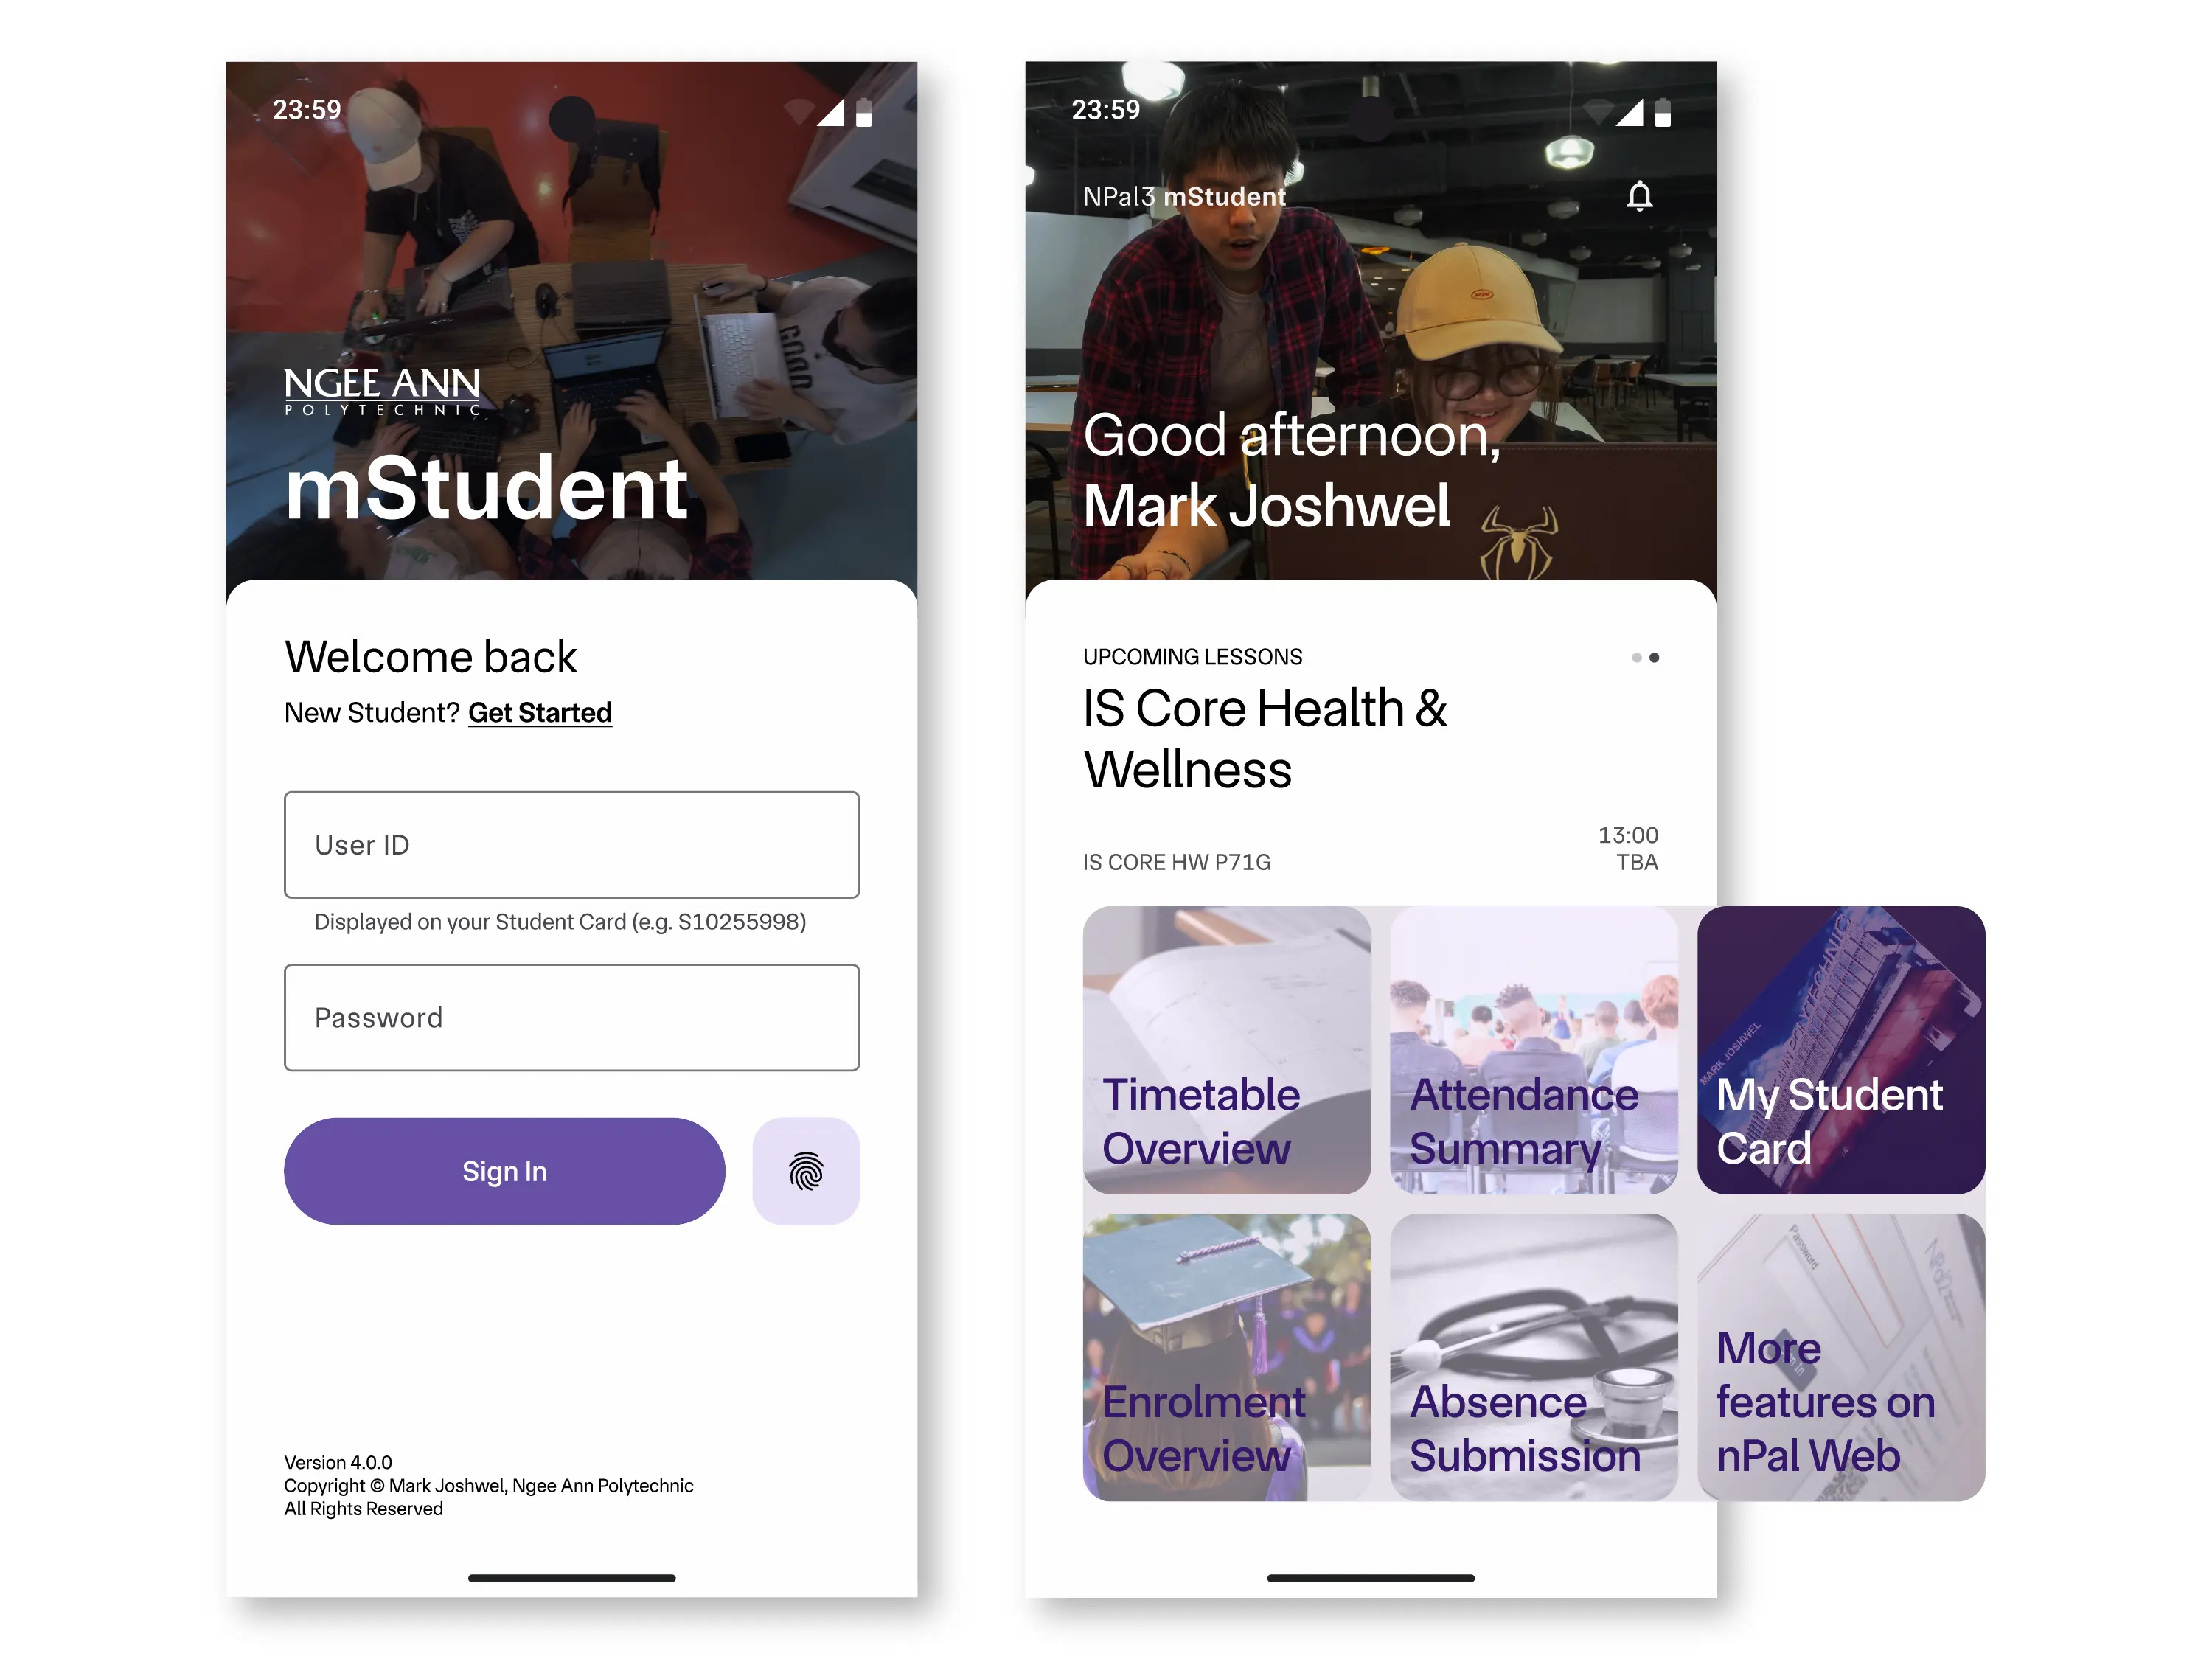 23:59
NGEE ANN
POLYTECHNIC
mStudent
Welcome back
New Student? Get Started
User ID
Displayed on your Student Card (e.g. S10255998)
Password
Sign In
Version 4.0.0
Copyright © Mark Joshwel, Ngee Ann Polytechnic
All Rights Reserved
23:59
NPal3 mStudent
Good afternoon,
Mark Joshwel
UPCOMING LESSONS
IS Core Health &
Wellness
13:00
IS CORE HW P71G
TBA
Timetable
Overview
Attendance
Summary
MARK JOSHWEL
My Student
Card
Enrolment
Overview
Absence
Submission
Password
More
features on
nPal Web